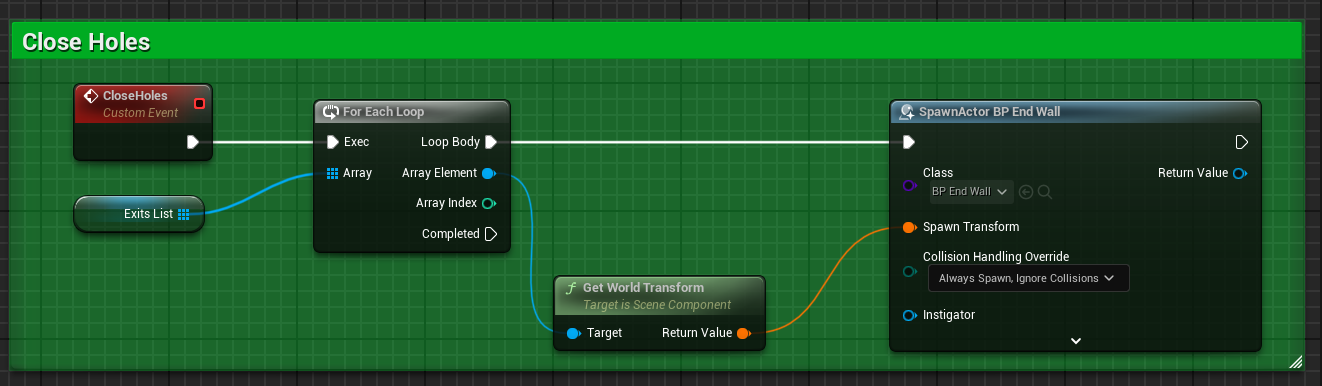 Close Holes
CloseHoles
Custom Event
Exits List
For Each Loop
Exec
Loop Body
Array
Array Element
Array Index
Completed
Get World Transform
Target is Scene Component
Target
Return Value
SpawnActor BP End Wall
Class
BP End Wall
Return Value
Spawn Transform
Collision Handling Override
Always Spawn, Ignore Collisions
Instigator